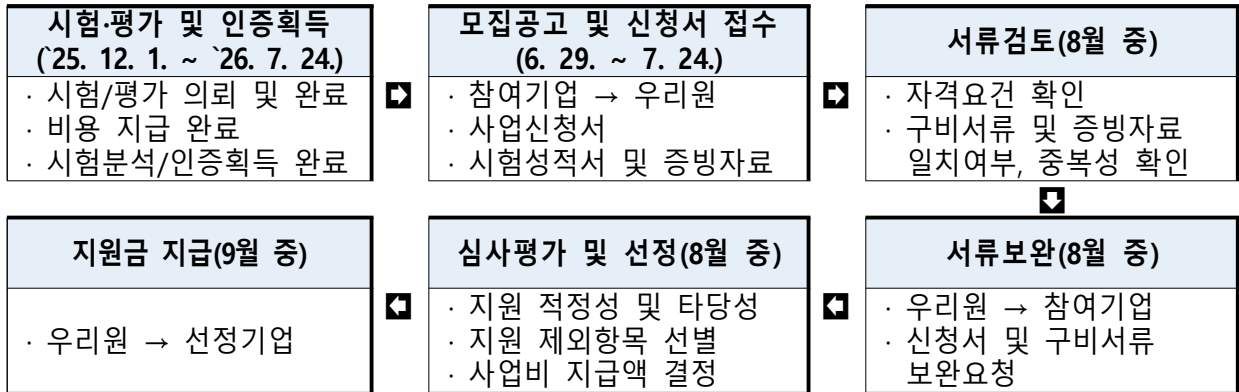 시험·평가 및 인증획득
(`25. 12. 1. ~ `26. 7. 24.)
· 시험/평가 의뢰 및 완료
· 비용 지급 완료
· 시험분석/인증획득 완료
모집공고 및 신청서 접수
(6. 29. ~ 7. 24.)
· 참여기업 → 우리원
· 사업신청서
· 시험성적서 및 증빙자료
서류검토(8월 중)
· 자격요건 확인
· 구비서류 및 증빙자료
일치여부, 중복성 확인
서류보완(8월 중)
· 우리원 → 참여기업
· 신청서 및 구비서류
보완요청
심사평가 및 선정(8월 중)
· 지원 적정성 및 타당성
· 지원 제외항목 선별
· 사업비 지급액 결정
지원금 지급(9월 중)
· 우리원 → 선정기업